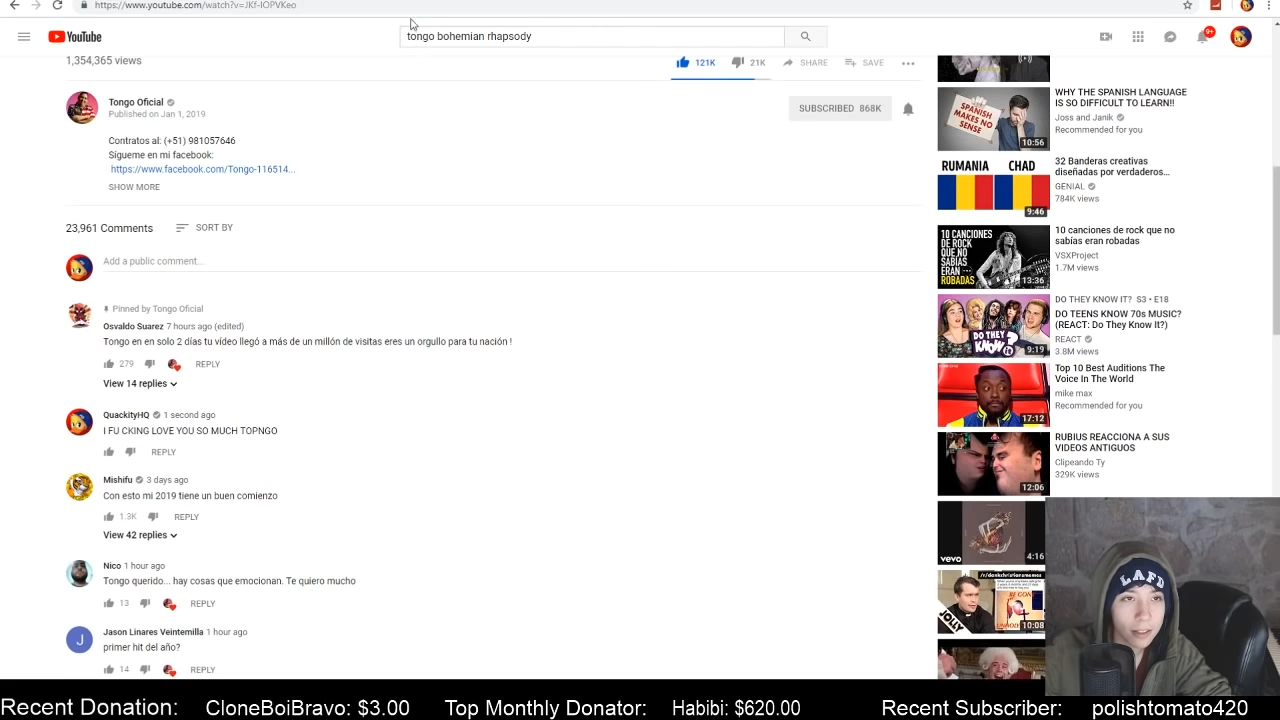 https://www.youtube.com/watch?v=JKf-lOPVKeo
YouTube
tongo bohemian rhapsody
9+
1,354,365 views
121K
21K
SHARE
SAVE
Tongo Oficial
Published on Jan 1, 2019
SUBSCRIBED 868K
Contratos al: (+51) 981057646
Sígueme en mi facebook:
https://www.facebook.com/Tongo-116514...
SHOW MORE
23,961 Comments
SORT BY
Add a public comment...
Pinned by Tongo Oficial
Osvaldo Suarez 7 hours ago (edited)
Tongo en en solo 2 días tu vídeo llegó a más de un millón de visitas eres un orgullo para tu nación !
279
REPLY
View 14 replies
QuackityHQ 1 second ago
I FU CKING LOVE YOU SO MUCH TOPNGO
REPLY
Mishifu 3 days ago
Con esto mi 2019 tiene un buen comienzo
1.3K
REPLY
View 42 replies
Nico 1 hour ago
Tongo querido... hay cosas que emocionan. Te quiero mucho
13
REPLY
J
Jason Linares Veintemilla 1 hour ago
primer hit del año?
14
REPLY
SPANISH MAKES NO SENSE
10:56
WHY THE SPANISH LANGUAGE
IS SO DIFFICULT TO LEARN!!
Joss and Janik
Recommended for you
RUMANIA CHAD
9:46
32 Banderas creativas
diseñadas por verdaderos...
GENIAL
784K views
10 CANCIONES
DE ROCK
QUE NO
SABÍAS
ERAN
ROBADAS
13:36
10 canciones de rock que no
sabías eran robadas
VSXProject
1.7M views
DO THEY KNOW IT?
9:19
DO THEY KNOW IT? S3 • E18
DO TEENS KNOW 70s MUSIC?
(REACT: Do They Know It?)
REACT
3.8M views
17:12
Top 10 Best Auditions The
Voice In The World
mike max
Recommended for you
12:06
RUBIUS REACCIONA A SUS
VIDEOS ANTIGUOS
Clipeando Ty
329K views
vevo
4:16
/r/dankchristianmemes
BE GON
JOLLY
10:08
LAFD
Recent Donation: CloneBoiBravo: $3.00 Top Monthly Donator: Habibi: $620.00 Recent Subscriber: polishtomato420